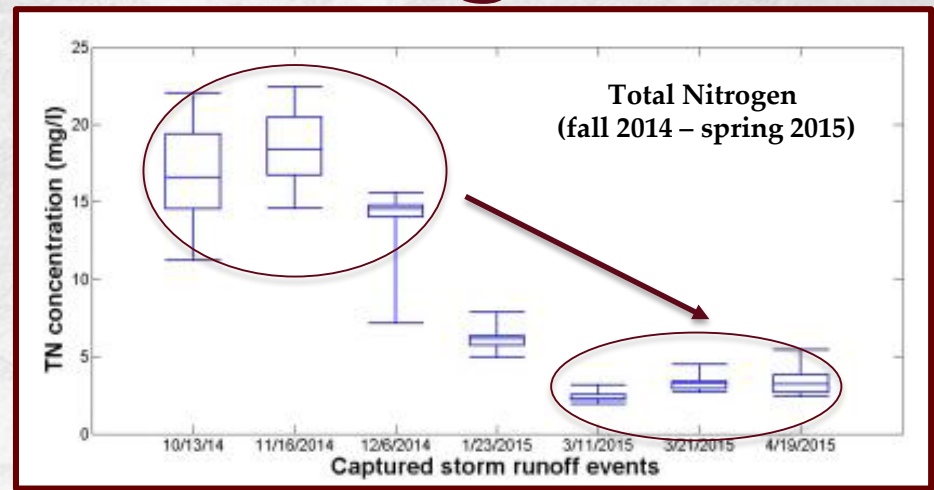 Total Nitrogen
(fall 2014 – spring 2015)
TN concentration (mg/l)
25
20
15
10
5
0
10/13/14 11/16/2014 12/6/2014 1/23/2015 3/11/2015 3/21/2015 4/19/2015
Captured storm runoff events